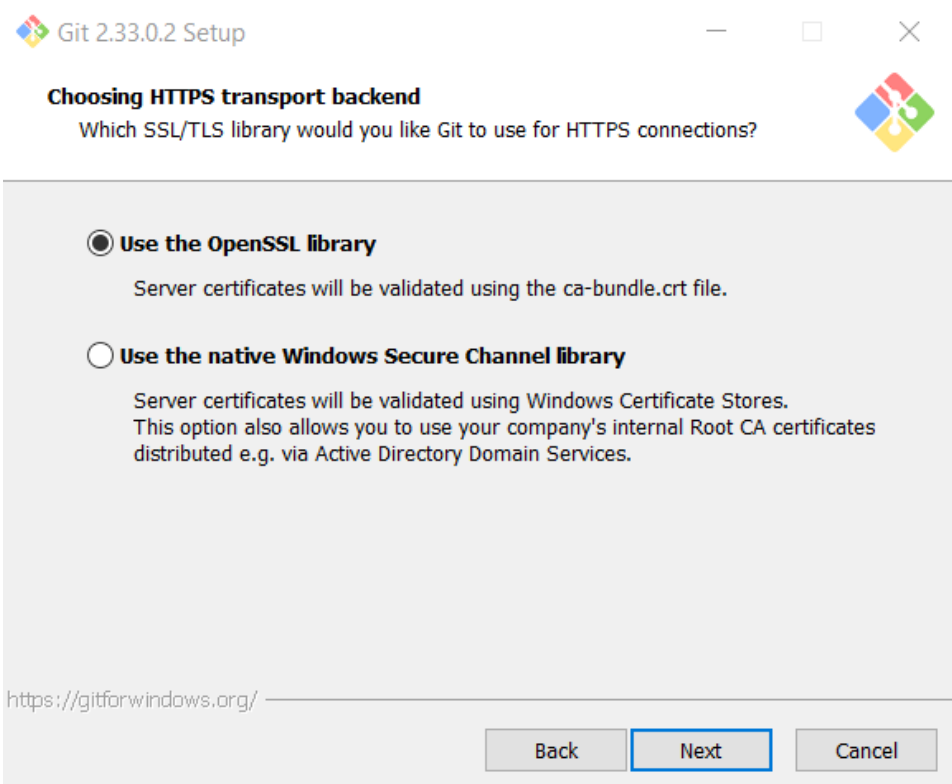 Git 2.33.0.2 Setup
Choosing HTTPS transport backend
Which SSL/TLS library would you like Git to use for HTTPS connections?
Use the OpenSSL library
Server certificates will be validated using the ca-bundle.crt file.
Use the native Windows Secure Channel library
Server certificates will be validated using Windows Certificate Stores.
This option also allows you to use your company's internal Root CA certificates
distributed e.g. via Active Directory Domain Services.
https://gitforwindows.org/
Back Next Cancel